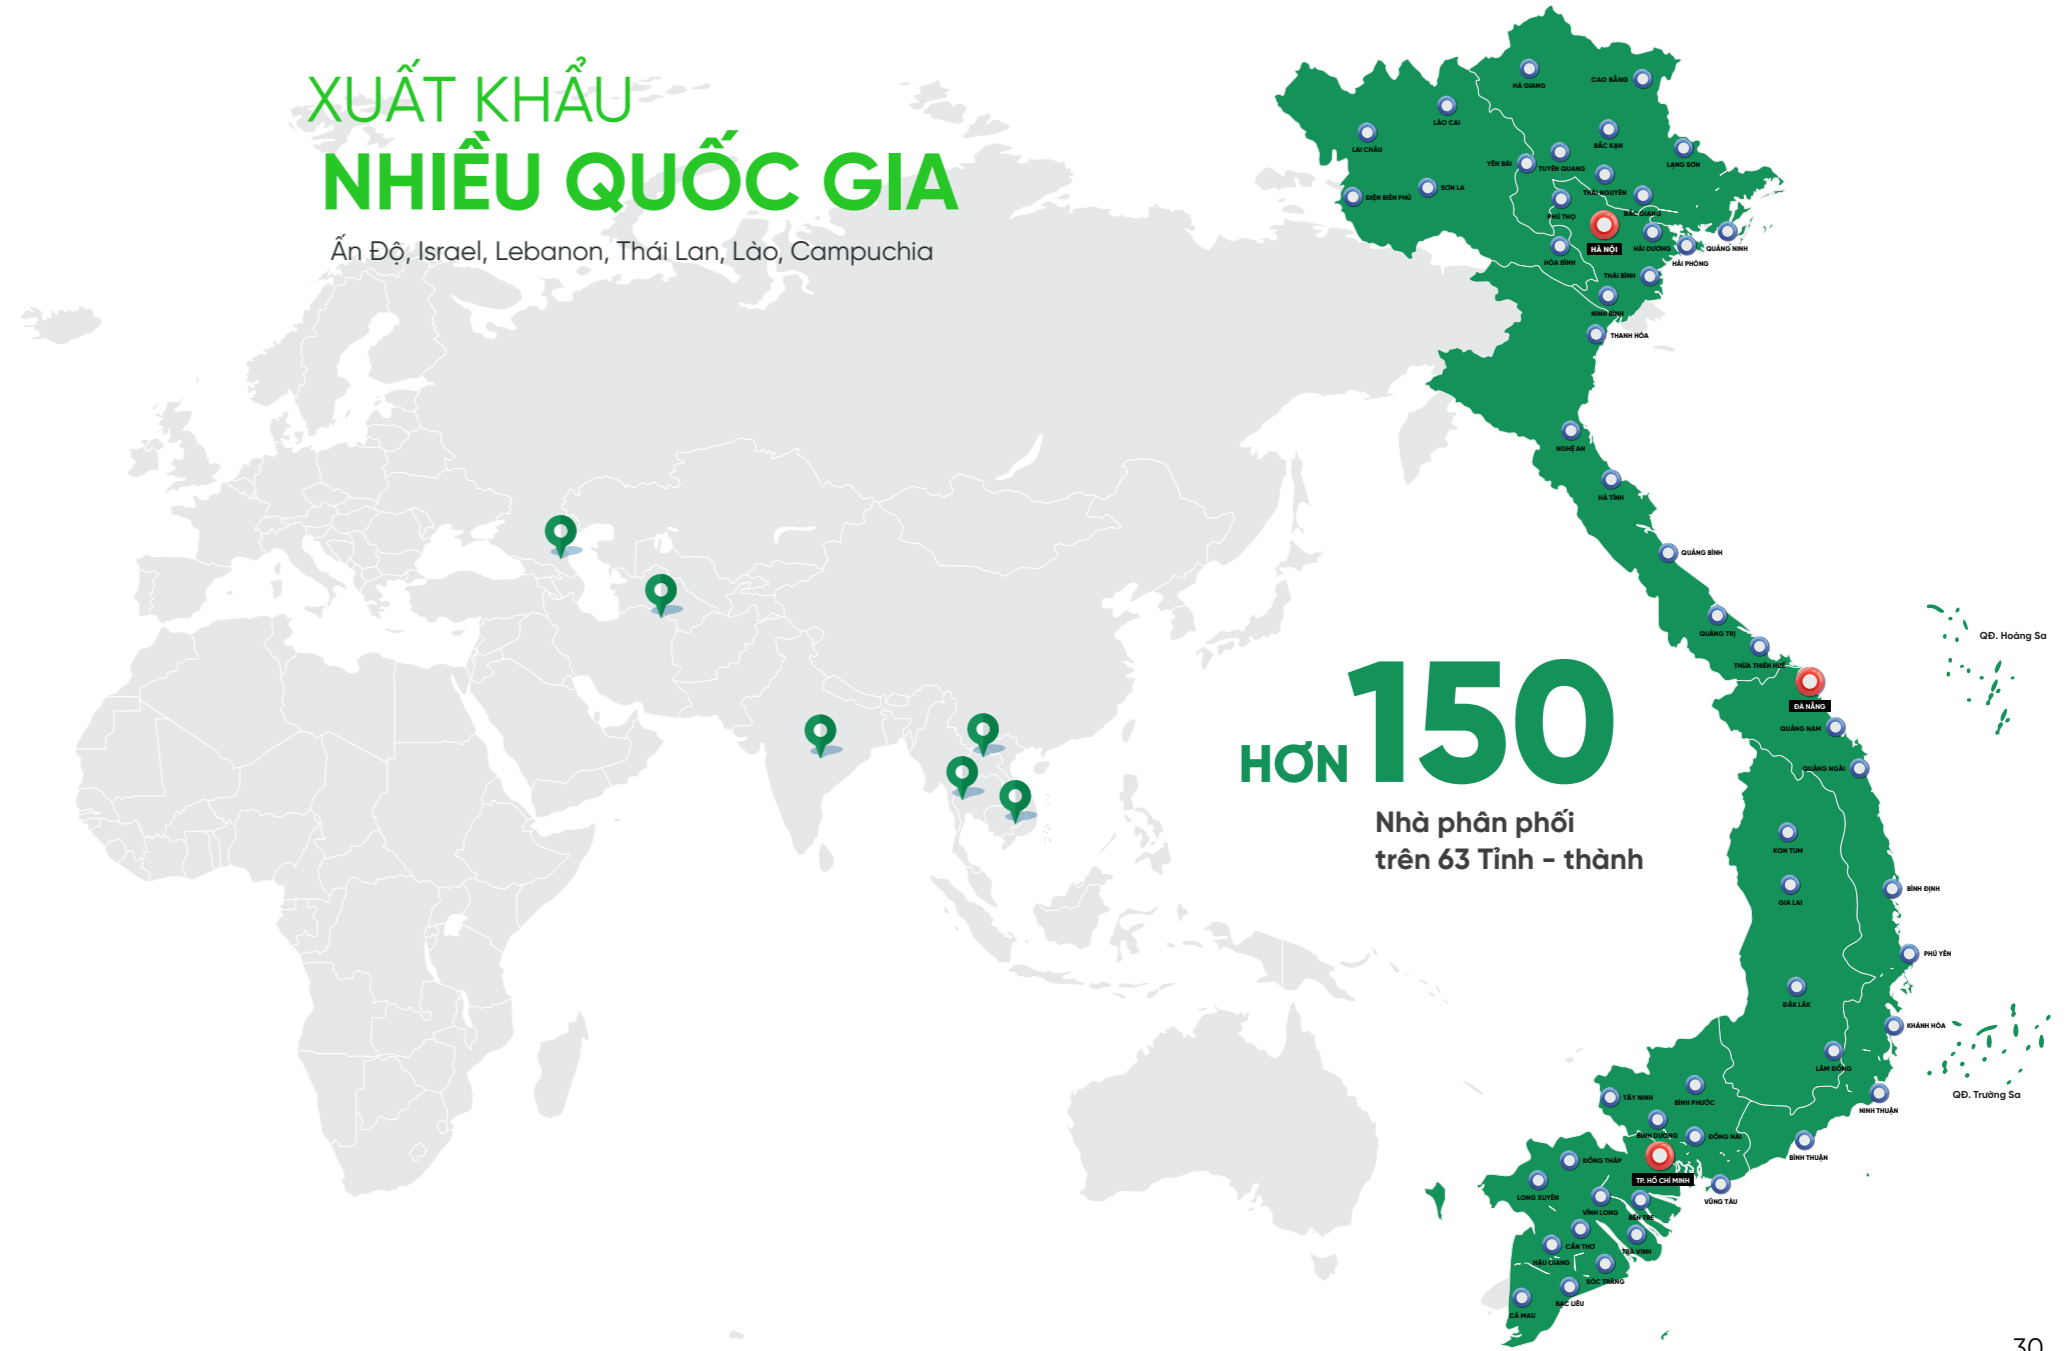 XUẤT KHẨU
NHIỀU QUỐC GIA
Ấn Độ, Israel, Lebanon, Thái Lan, Lào, Campuchia
HƠN 150
Nhà phân phối
trên 63 Tỉnh - thành
HÀ GIANG
CAO BẰNG
LÀO CAI
LAI CHÂU
BẮC KẠN
LẠNG SƠN
YÊN BÁI
TUYÊN QUANG
THÁI NGUYÊN
SƠN LA
ĐIỆN BIÊN PHỦ
PHÚ THỌ
BẮC GIANG
HÀ NỘI
HẢI DƯƠNG
QUẢNG NINH
HÒA BÌNH
HẢI PHÒNG
THÁI BÌNH
NINH BÌNH
THANH HÓA
NGHỆ AN
HÀ TĨNH
QUẢNG BÌNH
QUẢNG TRỊ
QĐ. Hoàng Sa
THỪA THIÊN HUẾ
ĐÀ NẴNG
QUẢNG NAM
QUẢNG NGÃI
KON TUM
BÌNH ĐỊNH
GIA LAI
PHÚ YÊN
ĐĂK LĂK
KHÁNH HÒA
LÂM ĐỒNG
QĐ. Trường Sa
TÂY NINH
BÌNH PHƯỚC
NINH THUẬN
BÌNH DƯƠNG
ĐỒNG NAI
BÌNH THUẬN
ĐỒNG THÁP
TP. HỒ CHÍ MINH
LONG XUYÊN
VŨNG TÀU
VĨNH LONG
BẾN TRE
CẦN THƠ
TRÀ VINH
HẬU GIANG
SÓC TRĂNG
BẠC LIÊU
CÀ MAU
30